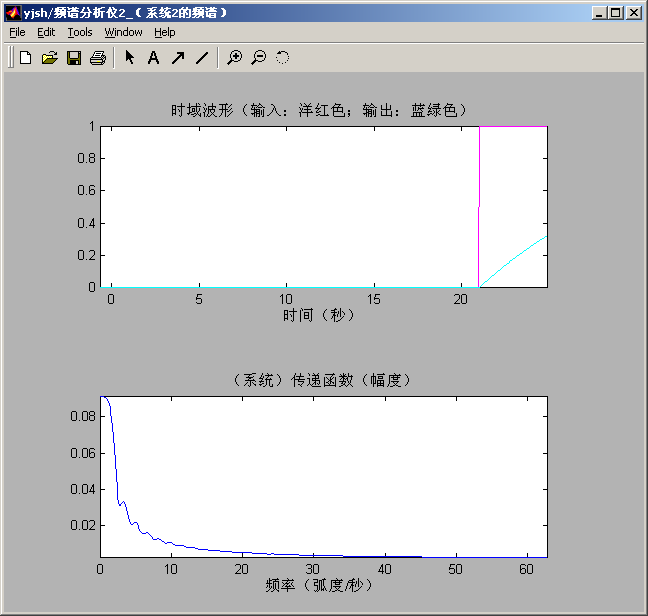 yjsh/频谱分析仪2_(系统2的频谱)
File Edit Tools Window Help
A
时域波形（输入：洋红色；输出：蓝绿色）
1
0.8
0.6
0.4
0.2
0
0 5 10 15 20
时间（秒）
（系统）传递函数（幅度）
0.08
0.06
0.04
0.02
0 10 20 30 40 50 60
频率（弧度/秒）